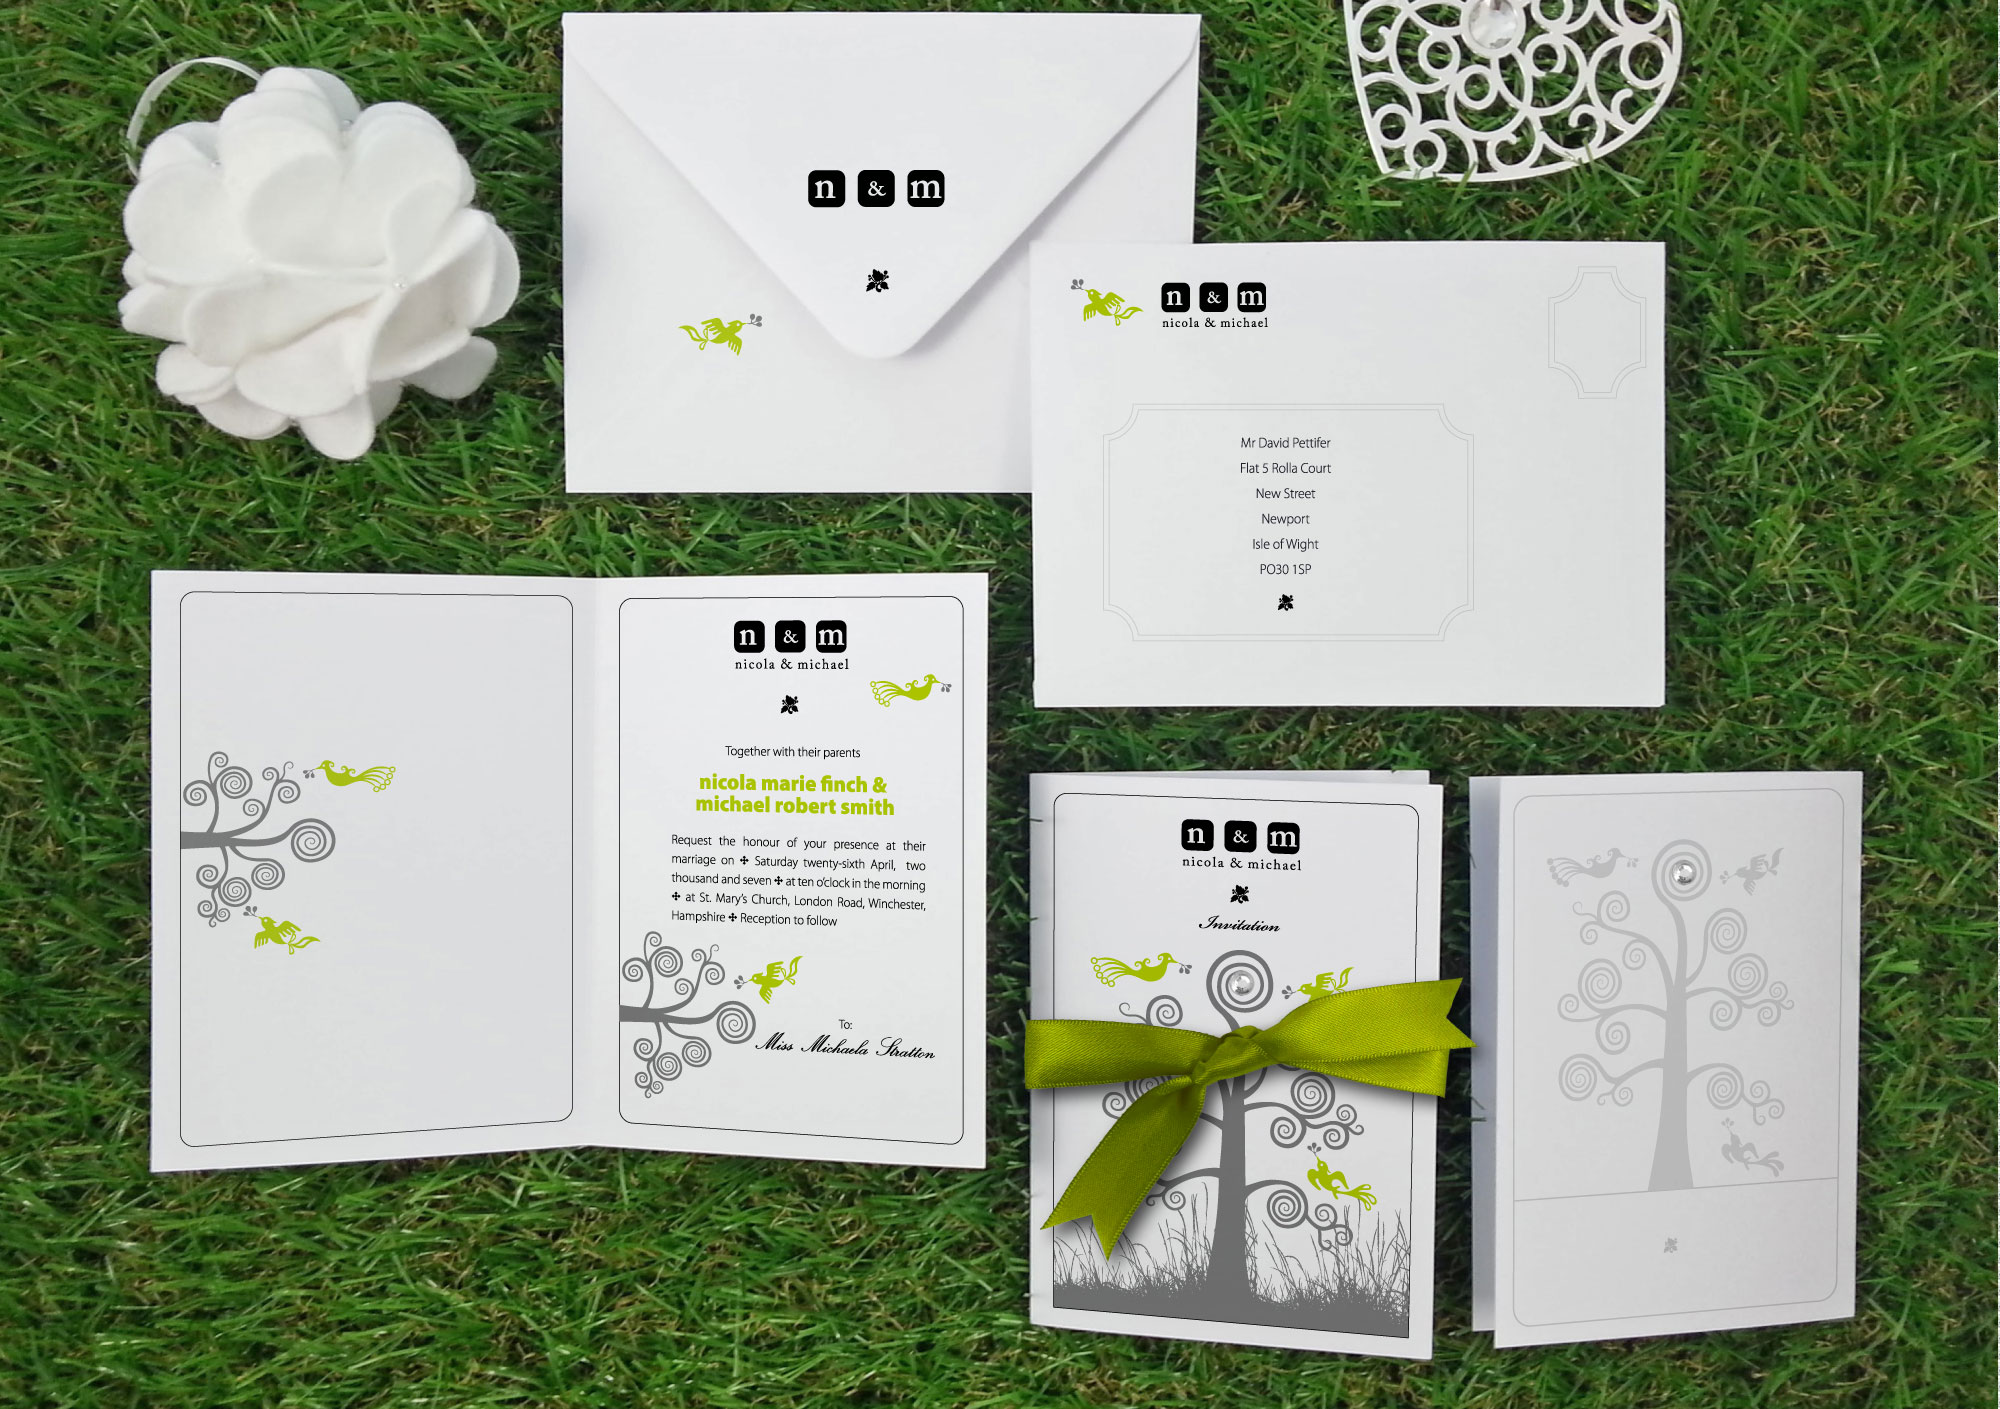 n & m
n & m
nicola & michael
Mr David Pettifer
Flat 5 Rolla Court
New Street
Newport
Isle of Wight
PO30 1SP
n & m
nicola & michael
Together with their parents
nicola marie finch &
michael robert smith
Request the honour of your presence at their
marriage on ✣ Saturday twenty-sixth April, two
thousand and seven ✣ at ten o'clock in the morning
✣ at St. Mary's Church, London Road, Winchester,
Hampshire ✣ Reception to follow
To:
Miss Michaela Stratton
n & m
nicola & michael
Invitation